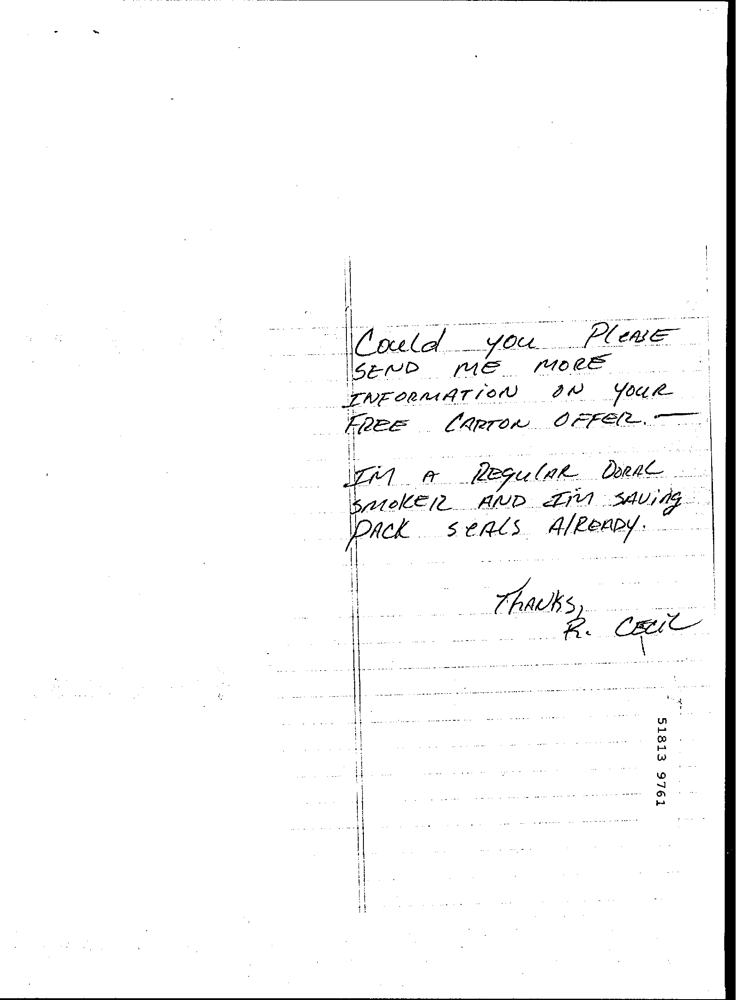 Could you PleASE
SEND ME MORE
INFORMATION ON YOUR
FREE CARTON OFFER. —
I'M A REGULAR DORAL
SMOKER AND I'M SAVING
PACK SEALS AlREADY.
THANKS,
R. CECIL
51813 9761